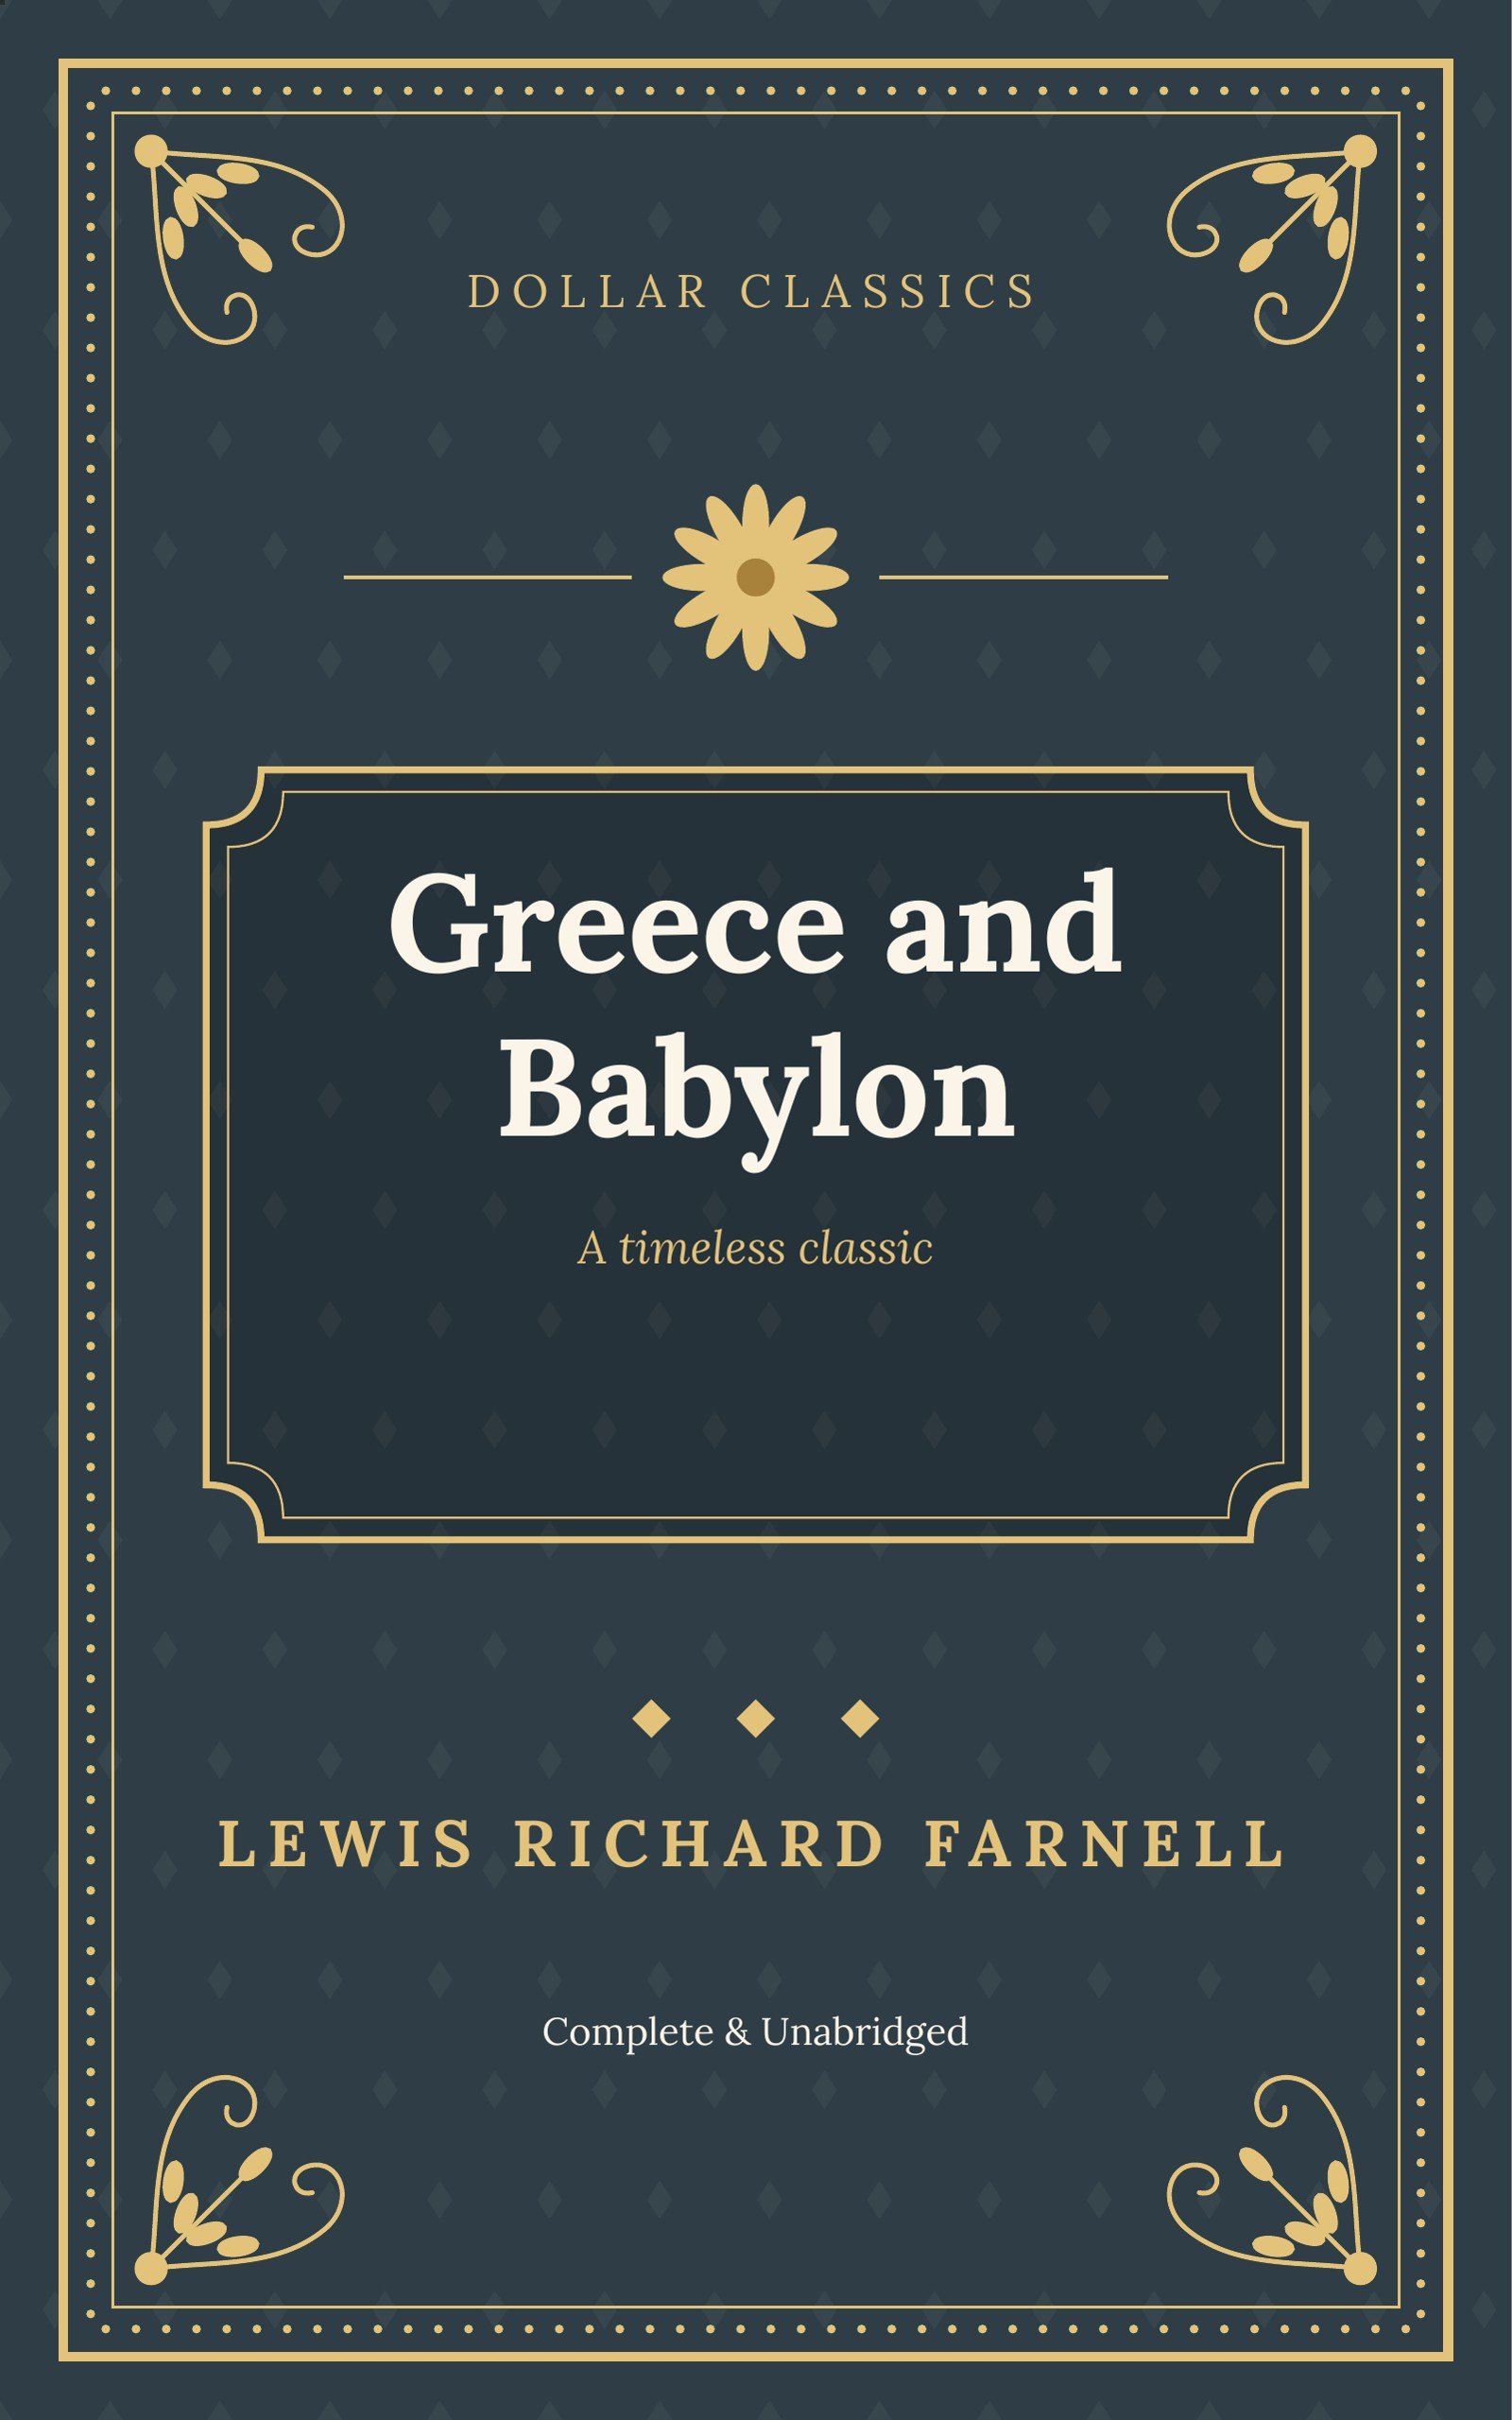 DOLLAR CLASSICS
Greece and
Babylon
A timeless classic
LEWIS RICHARD FARNELL
Complete & Unabridged